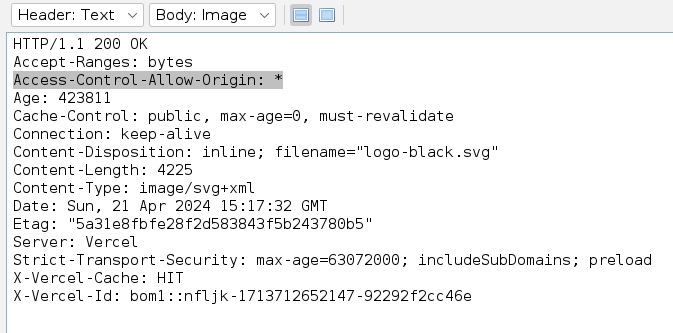 Header: Text Body: Image
HTTP/1.1 200 OK
Accept-Ranges: bytes
Access-Control-Allow-Origin: *
Age: 423811
Cache-Control: public, max-age=0, must-revalidate
Connection: keep-alive
Content-Disposition: inline; filename="logo-black.svg"
Content-Length: 4225
Content-Type: image/svg+xml
Date: Sun, 21 Apr 2024 15:17:32 GMT
Etag: "5a31e8fbfe28f2d583843f5b243780b5"
Server: Vercel
Strict-Transport-Security: max-age=63072000; includeSubDomains; preload
X-Vercel-Cache: HIT
X-Vercel-Id: bom1::nfljk-1713712652147-92292f2cc46e